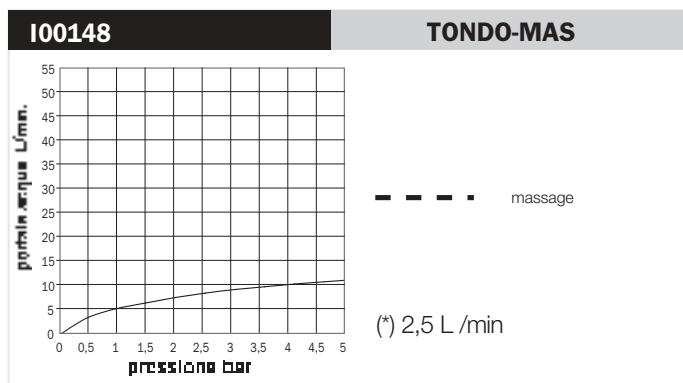 I00148
TONDO-MAS
55
50
45
40
35
30
25
20
15
10
5
0
portata acqua L/min.
0 0,5 1 1,5 2 2,5 3 3,5 4 4,5 5
pressione bar
massage
(*) 2,5 L /min